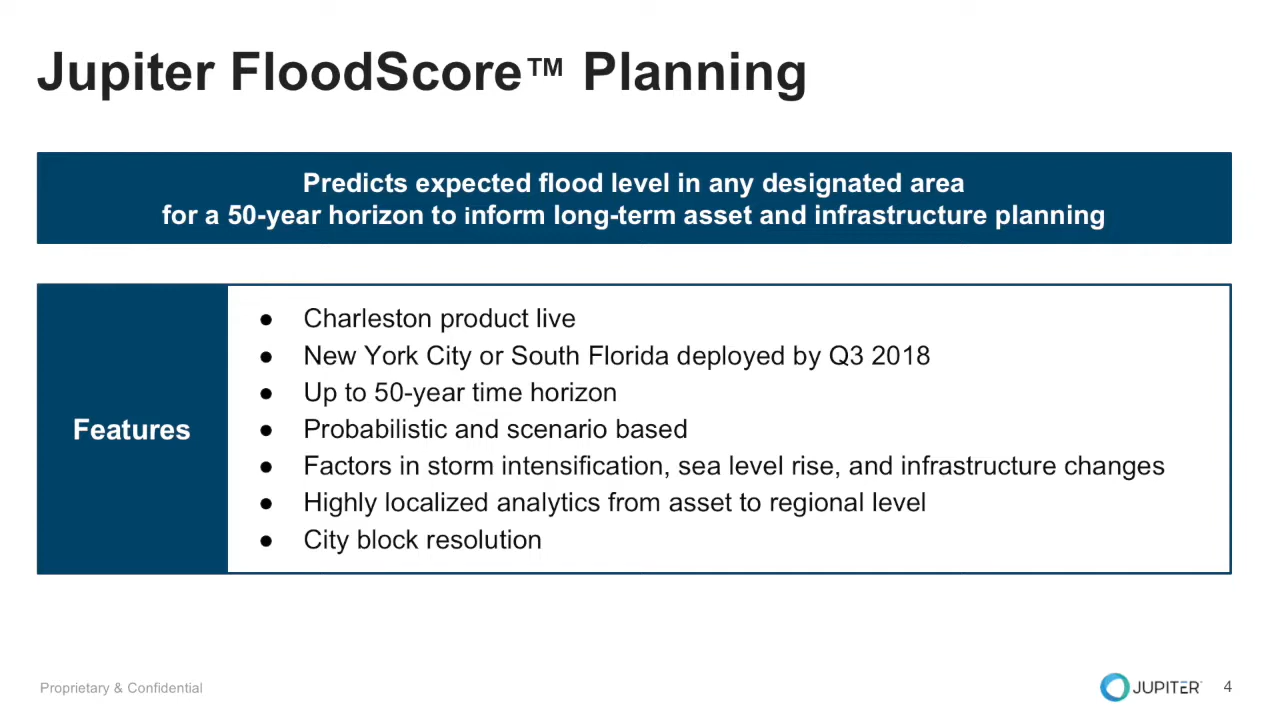 Jupiter FloodScore™ Planning
Predicts expected flood level in any designated area
for a 50-year horizon to inform long-term asset and infrastructure planning
Features
● Charleston product live
● New York City or South Florida deployed by Q3 2018
● Up to 50-year time horizon
● Probabilistic and scenario based
● Factors in storm intensification, sea level rise, and infrastructure changes
● Highly localized analytics from asset to regional level
● City block resolution
Proprietary & Confidential
JUPITER
4